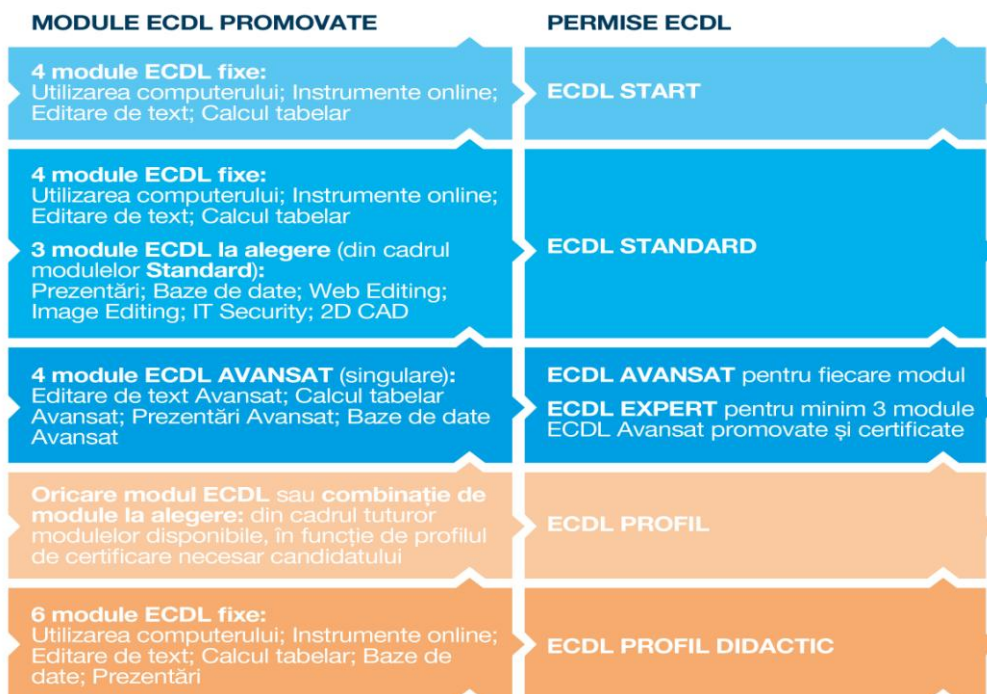 MODULE ECDL PROMOVATE
PERMISE ECDL
4 module ECDL fixe:
Utilizarea computerului; Instrumente online;
Editare de text; Calcul tabelar
ECDL START
4 module ECDL fixe:
Utilizarea computerului; Instrumente online;
Editare de text; Calcul tabelar
3 module ECDL la alegere (din cadrul
modulelor Standard):
Prezentări; Baze de date; Web Editing;
Image Editing; IT Security; 2D CAD
ECDL STANDARD
4 module ECDL AVANSAT (singulare):
Editare de text Avansat; Calcul tabelar
Avansat; Prezentări Avansat; Baze de date
Avansat
ECDL AVANSAT pentru fiecare modul
ECDL EXPERT pentru minim 3 module
ECDL Avansat promovate și certificate
Oricare modul ECDL sau combinație de
module la alegere: din cadrul tuturor
modulelor disponibile, în funcție de profilul
de certificare necesar candidatului
ECDL PROFIL
6 module ECDL fixe:
Utilizarea computerului; Instrumente online;
Editare de text; Calcul tabelar; Baze de
date; Prezentări
ECDL PROFIL DIDACTIC